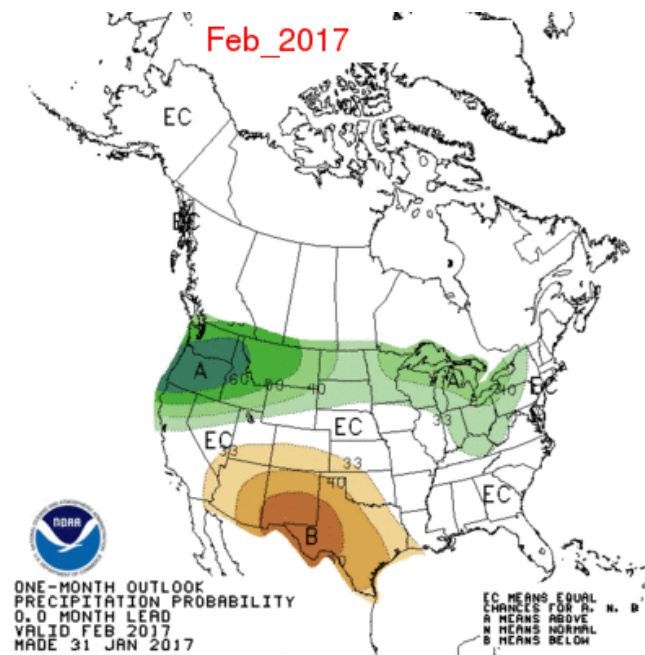 Feb_2017
EC
EC
A
60
50
40
A
40
EC
33
EC
33
EC
33
40
EC
B
NOAA
ONE-MONTH OUTLOOK
PRECIPITATION PROBABILITY
0.0 MONTH LEAD
VALID FEB 2017
MADE 31 JAN 2017
EC MEANS EQUAL
CHANCES FOR A, N, B
A MEANS ABOVE
N MEANS NORMAL
B MEANS BELOW